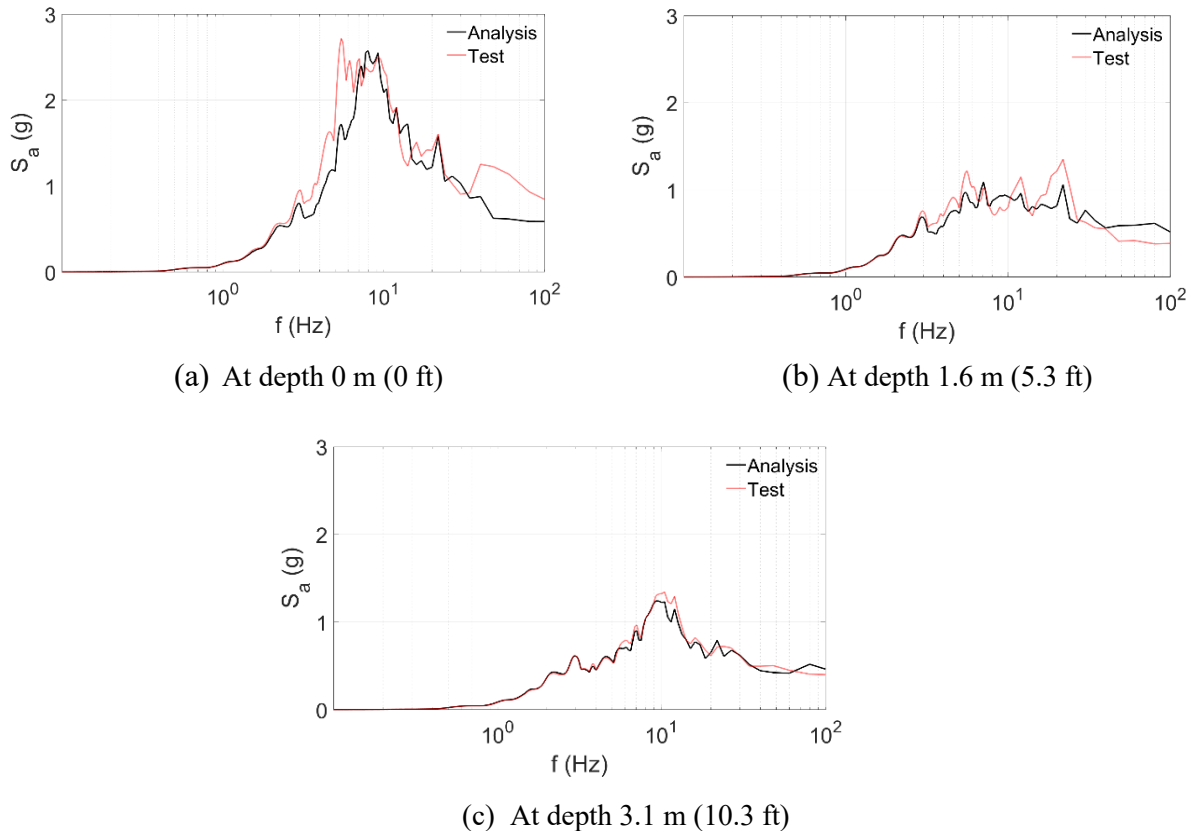 3
Analysis
Test
2
S_a (g)
1
0
10^0
10^1
10^2
f (Hz)
(a) At depth 0 m (0 ft)
3
Analysis
Test
2
S_a (g)
1
0
10^0
10^1
10^2
f (Hz)
(b) At depth 1.6 m (5.3 ft)
3
Analysis
Test
2
S_a (g)
1
0
10^0
10^1
10^2
f (Hz)
(c) At depth 3.1 m (10.3 ft)